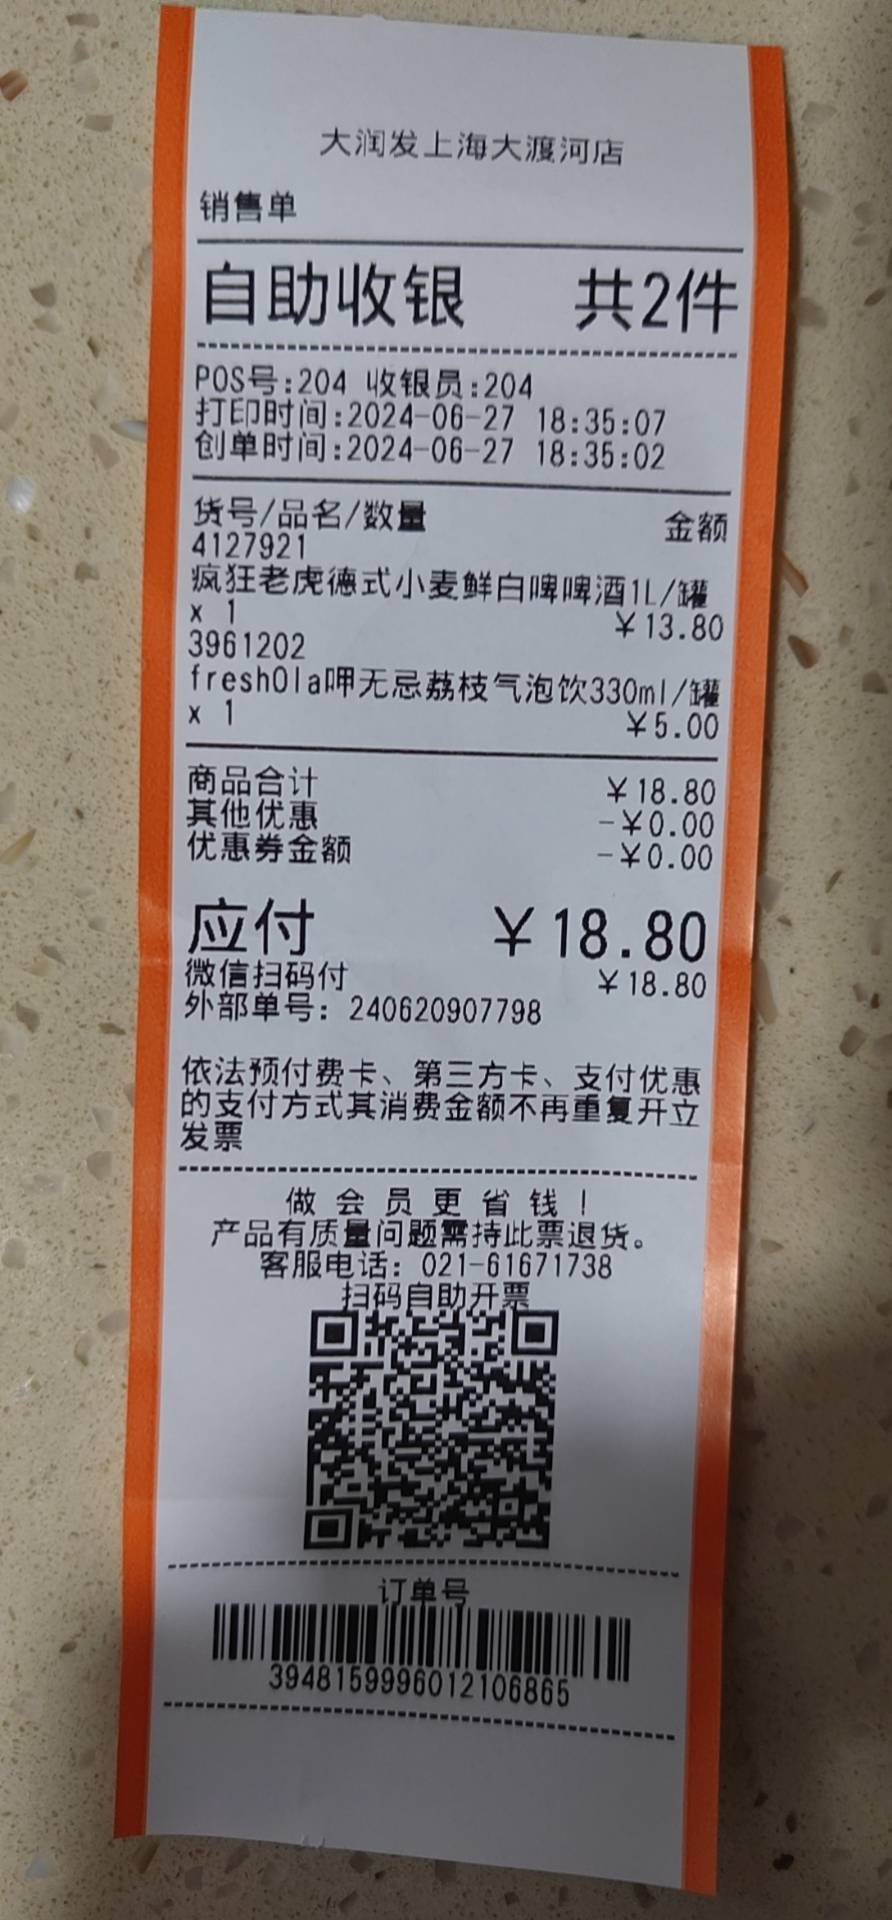 大润发上海大渡河店
销售单
自助收银 共2件
POS号:204 收银员:204
打印时间:2024-06-27 18:35:07
创单时间:2024-06-27 18:35:02
货号/品名/数量 金额
4127921
疯狂老虎德式小麦鲜白啤啤酒1L/罐
x 1 ￥13.80
3961202
fresh0la呷无忌荔枝气泡饮330ml/罐
x 1 ￥5.00
商品合计 ￥18.80
其他优惠 -￥0.00
优惠券金额 -￥0.00
应付 ￥18.80
微信扫码付 ￥18.80
外部单号: 240620907798
依法预付费卡、第三方卡、支付优惠
的支付方式其消费金额不再重复开立
发票
做会员更省钱!
产品有质量问题需持此票退货。
客服电话: 021-61671738
扫码自助开票
订单号
3948159996012106865